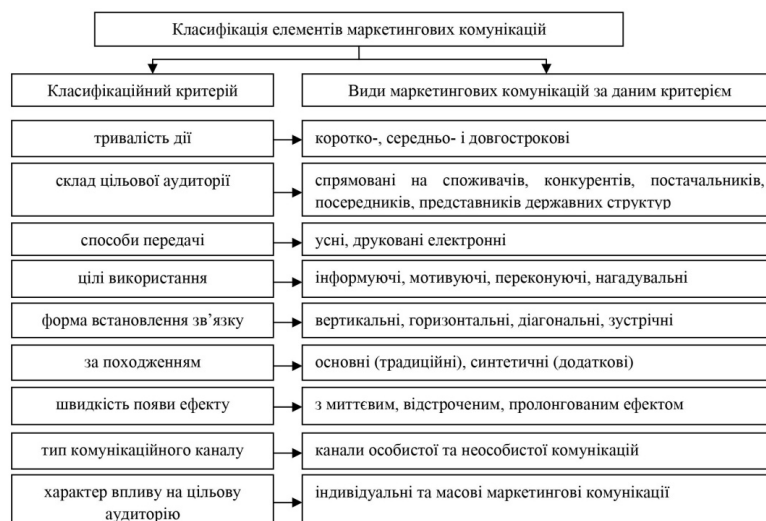 Класифікація елементів маркетингових комунікацій
Класифікаційний критерій
Види маркетингових комунікацій за даним критерієм
тривалість дії
коротко-, середньо- і довгострокові
склад цільової аудиторії
спрямовані на споживачів, конкурентів, постачальників,
посередників, представників державних структур
способи передачі
усні, друковані електронні
цілі використання
інформуючі, мотивуючі, переконуючі, нагадувальні
форма встановлення зв’язку
вертикальні, горизонтальні, діагональні, зустрічні
за походженням
основні (традиційні), синтетичні (додаткові)
швидкість появи ефекту
з миттєвим, відстроченим, пролонгованим ефектом
тип комунікаційного каналу
канали особистої та неособистої комунікацій
характер впливу на цільову
аудиторію
індивідуальні та масові маркетингові комунікації